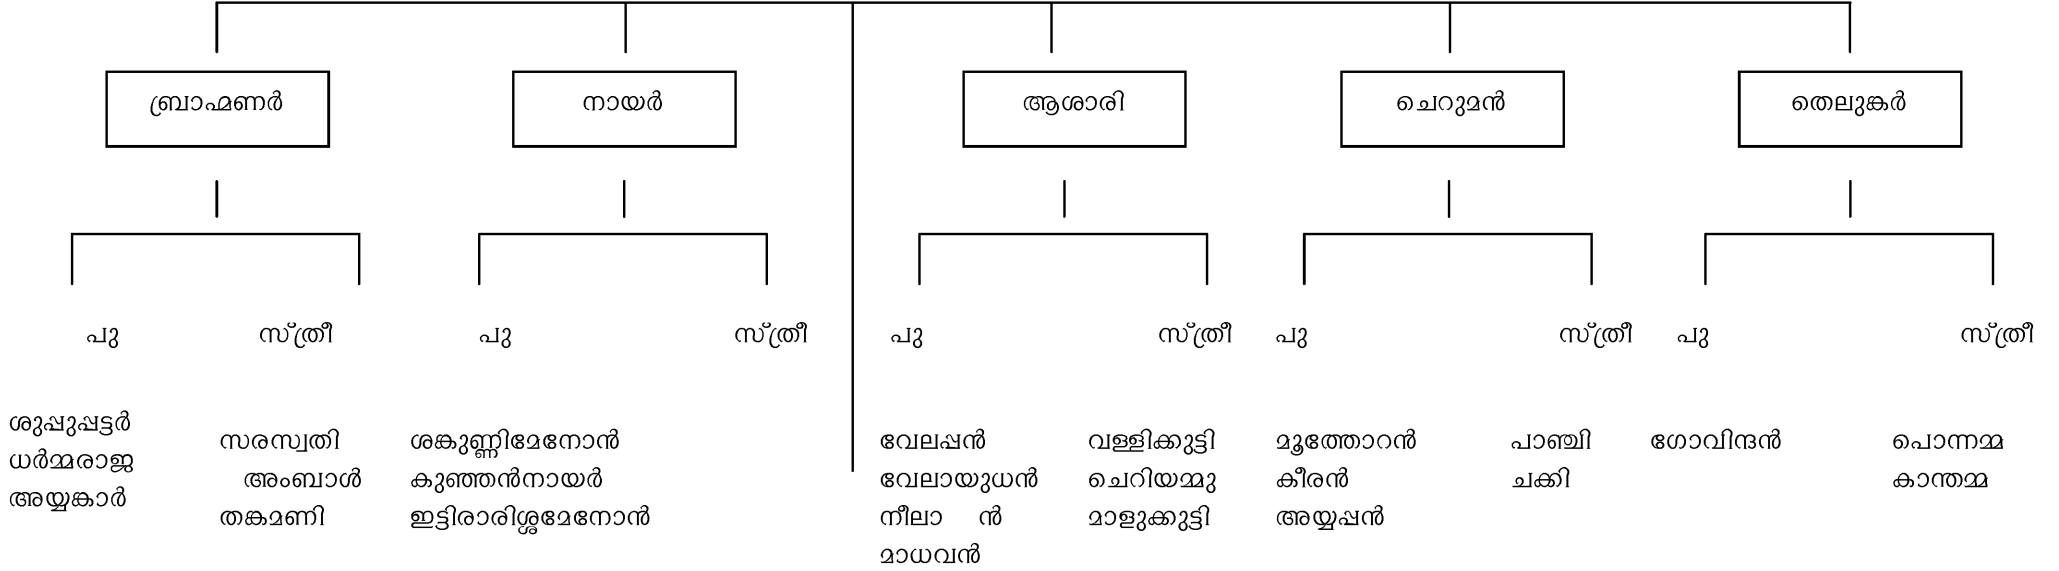 ബ്രാഹ്മണർ നായർ ആശാരി ചെറുമൻ തെലുങ്കർ
പു സ്ത്രീ പു സ്ത്രീ പു സ്ത്രീ പു സ്ത്രീ പു സ്ത്രീ
ശുപ്പുപ്പട്ടർ
ധർമ്മരാജ
അയ്യങ്കാർ
സരസ്വതി
അംബാൾ
തങ്കമണി
ശങ്കുണ്ണിമേനോൻ
കുഞ്ഞൻനായർ
ഇട്ടിരാരിശ്ശമേനോൻ
വേലപ്പൻ
വേലായുധൻ
നീലാ ൻ
മാധവൻ
വള്ളിക്കുട്ടി
ചെറിയമ്മു
മാളുക്കുട്ടി
മൂത്തോറൻ
കീരൻ
അയ്യപ്പൻ
പാഞ്ചി
ചക്കി
ഗോവിന്ദൻ
പൊന്നമ്മ
കാന്തമ്മ